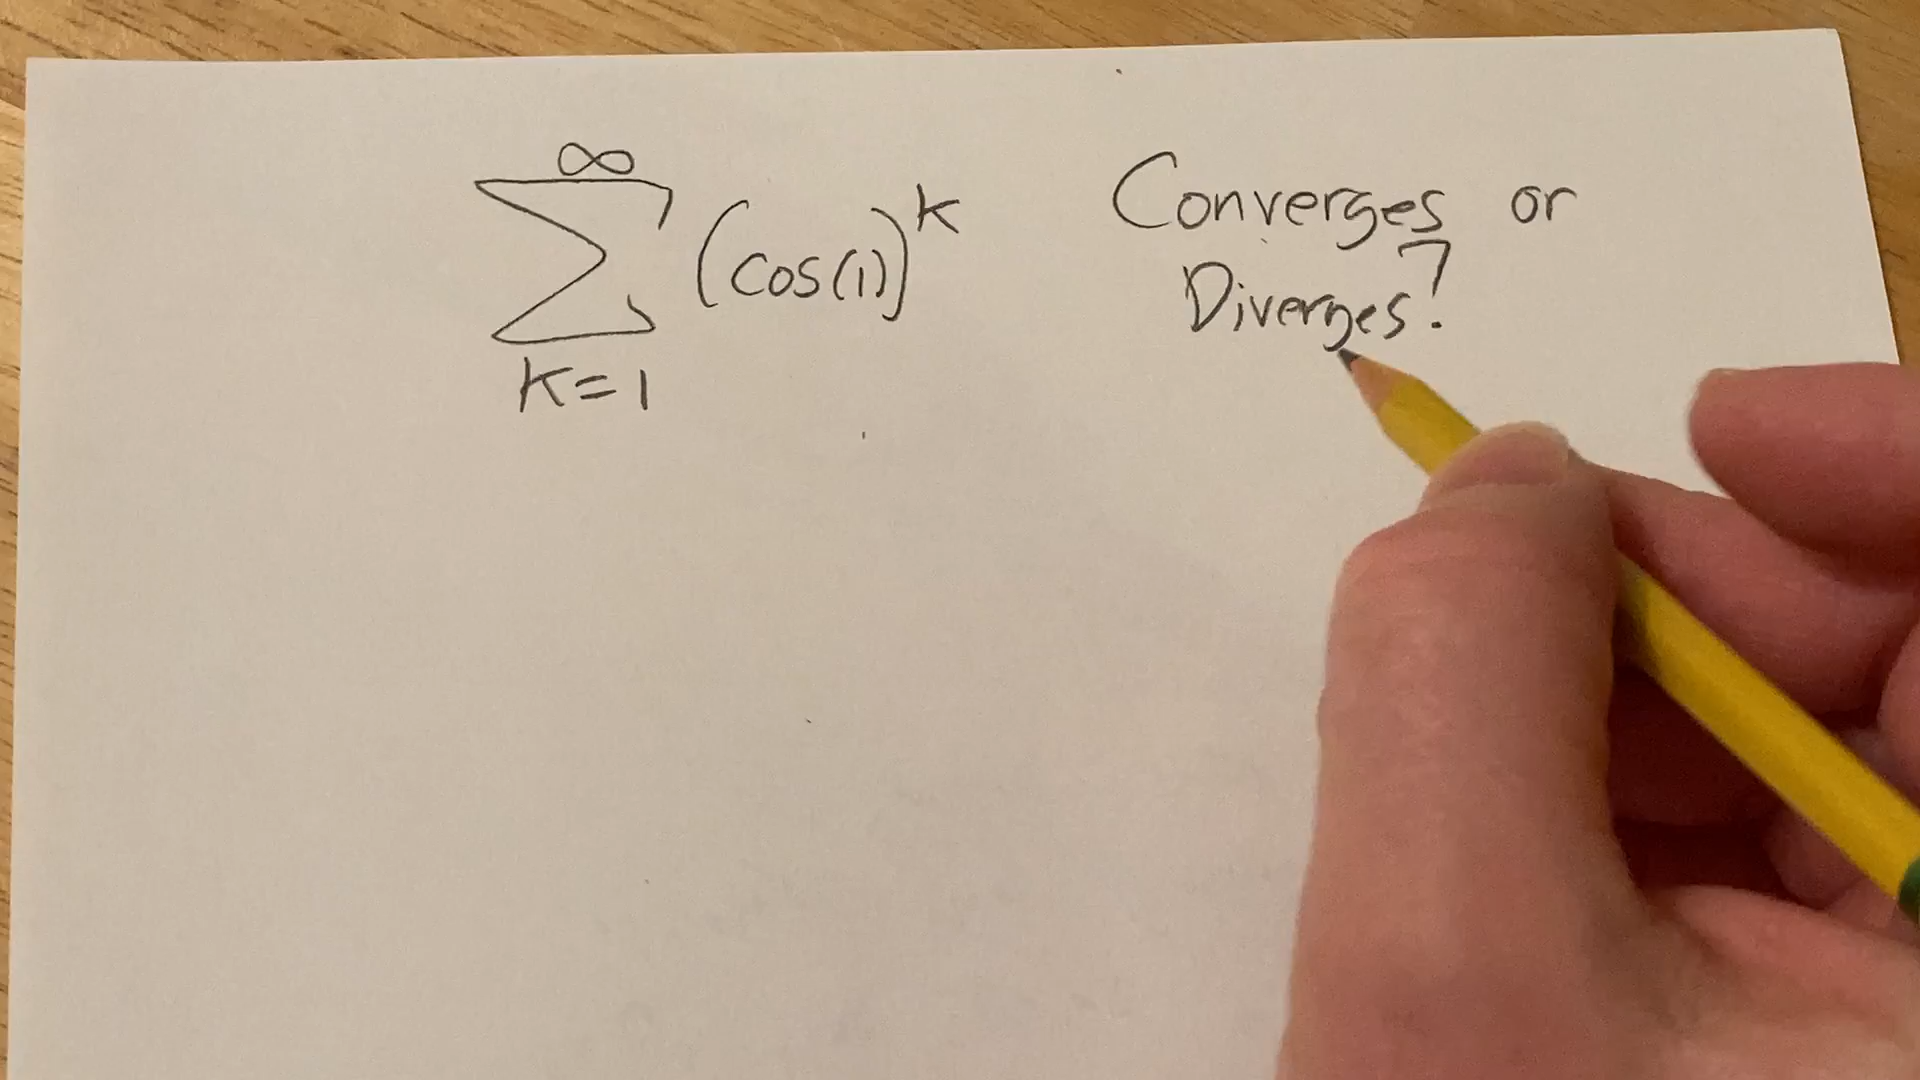 ∞
∑ (cos(1))^k Converges or
Diverges?
k=1